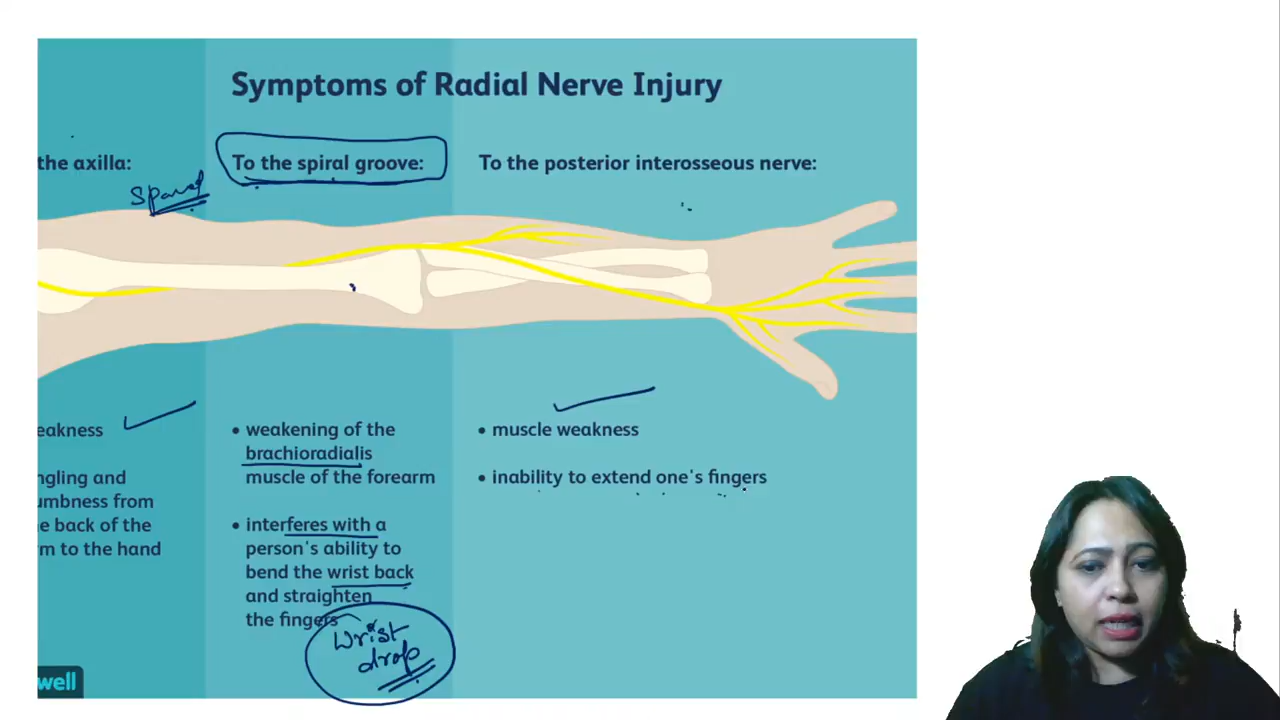 Symptoms of Radial Nerve Injury
the axilla:
To the spiral groove:
To the posterior interosseous nerve:
eakness
ngling and
umbness from
e back of the
m to the hand
• weakening of the
brachioradialis
muscle of the forearm
• interferes with a
person's ability to
bend the wrist back
and straighten
the fingers
Wrist
drop
• muscle weakness
• inability to extend one's fingers
well